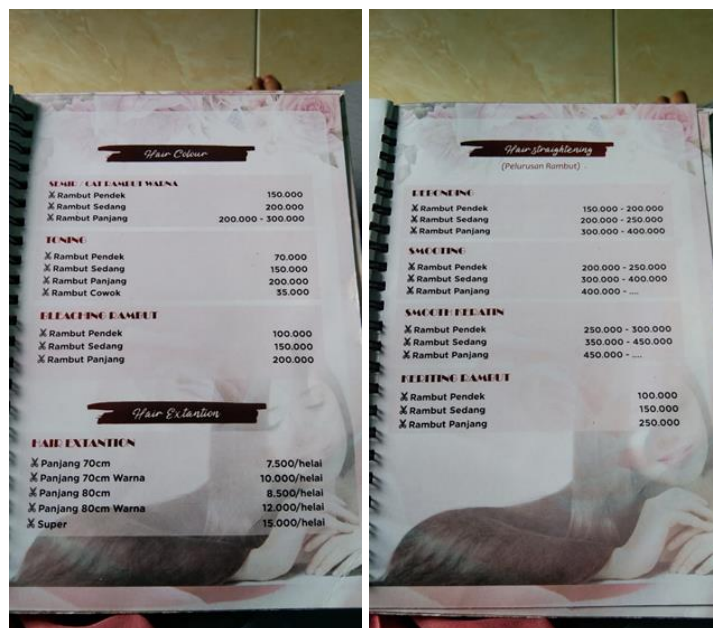 Hair Colour
SEMIR / CAT RAMBUT WARNA
Rambut Pendek 150.000
Rambut Sedang 200.000
Rambut Panjang 200.000 - 300.000
TONING
Rambut Pendek 70.000
Rambut Sedang 150.000
Rambut Panjang 200.000
Rambut Cowok 35.000
BLEACHING RAMBUT
Rambut Pendek 100.000
Rambut Sedang 150.000
Rambut Panjang 200.000
Hair Extantion
HAIR EXTANTION
Panjang 70cm 7.500/helai
Panjang 70cm Warna 10.000/helai
Panjang 80cm 8.500/helai
Panjang 80cm Warna 12.000/helai
Super 15.000/helai
Hair straightening
(Pelurusan Rambut)
REBONDING
Rambut Pendek 150.000 - 200.000
Rambut Sedang 200.000 - 250.000
Rambut Panjang 300.000 - 400.000
SMOOTING
Rambut Pendek 200.000 - 250.000
Rambut Sedang 300.000 - 400.000
Rambut Panjang 400.000 - ....
SMOOTH KERATIN
Rambut Pendek 250.000 - 300.000
Rambut Sedang 350.000 - 450.000
Rambut Panjang 450.000 - ....
KERITING RAMBUT
Rambut Pendek 100.000
Rambut Sedang 150.000
Rambut Panjang 250.000